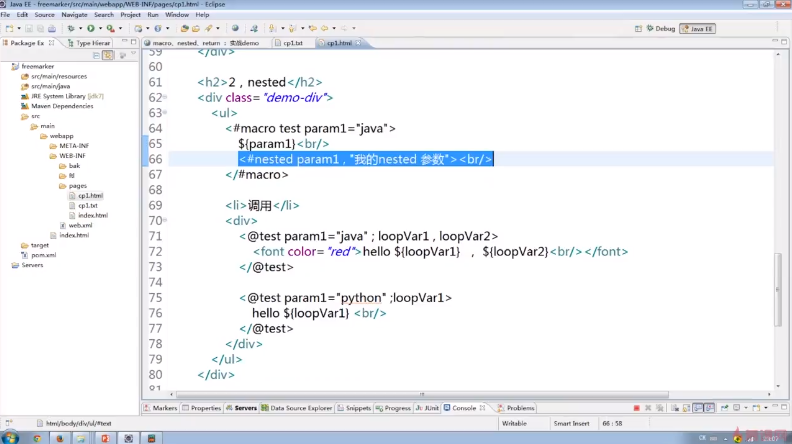 Java EE - freemarker/src/main/webapp/WEB-INF/pages/cp1.html - Eclipse
File Edit Source Navigate Search Project Run Window Help
Debug Java EE
Package Ex Type Hierar
macro, nested, return : 实战demo cp1.txt cp1.html
freemarker
src/main/resources
src/main/java
JRE System Library [jdk7]
Maven Dependencies
src
main
webapp
META-INF
WEB-INF
bak
ftl
pages
cp1.html
cp1.txt
index.html
web.xml
index.html
target
pom.xml
Servers
59 </div>
60
61 <h2>2 , nested</h2>
62 <div class="demo-div">
63 <ul>
64 <#macro test param1="java">
65 ${param1}<br/>
66 <#nested param1 , "我的nested 参数"><br/>
67 </#macro>
68
69 <li>调用</li>
70 <div>
71 <@test param1="java" ; loopVar1 , loopVar2>
72 <font color="red">hello ${loopVar1} , ${loopVar2}<br/></font>
73 </@test>
74
75 <@test param1="python" ;loopVar1>
76 hello ${loopVar1} <br/>
77 </@test>
78 </div>
79 </ul>
80 </div>
81
Markers Properties Servers Data Source Explorer Snippets Progress JUnit Console Problems
html/body/div/ul/#text Writable Smart Insert 66 : 58